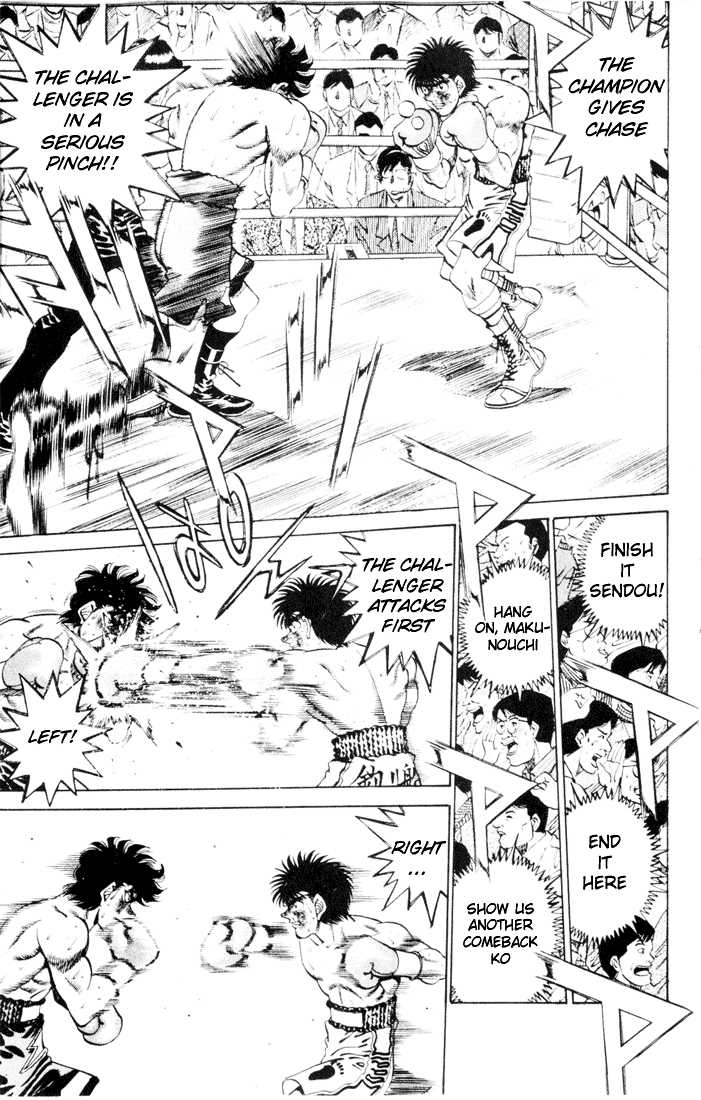 THE
CHAMPION
GIVES
CHASE
THE CHAL-
LENGER IS
IN A
SERIOUS
PINCH!!
FINISH
IT
SENDOU!
HANG
ON, MAKU-
NOUCHI
END
IT
HERE
SHOW US
ANOTHER
COMEBACK
KO
THE CHAL-
LENGER
ATTACKS
FIRST
LEFT!
RIGHT
...